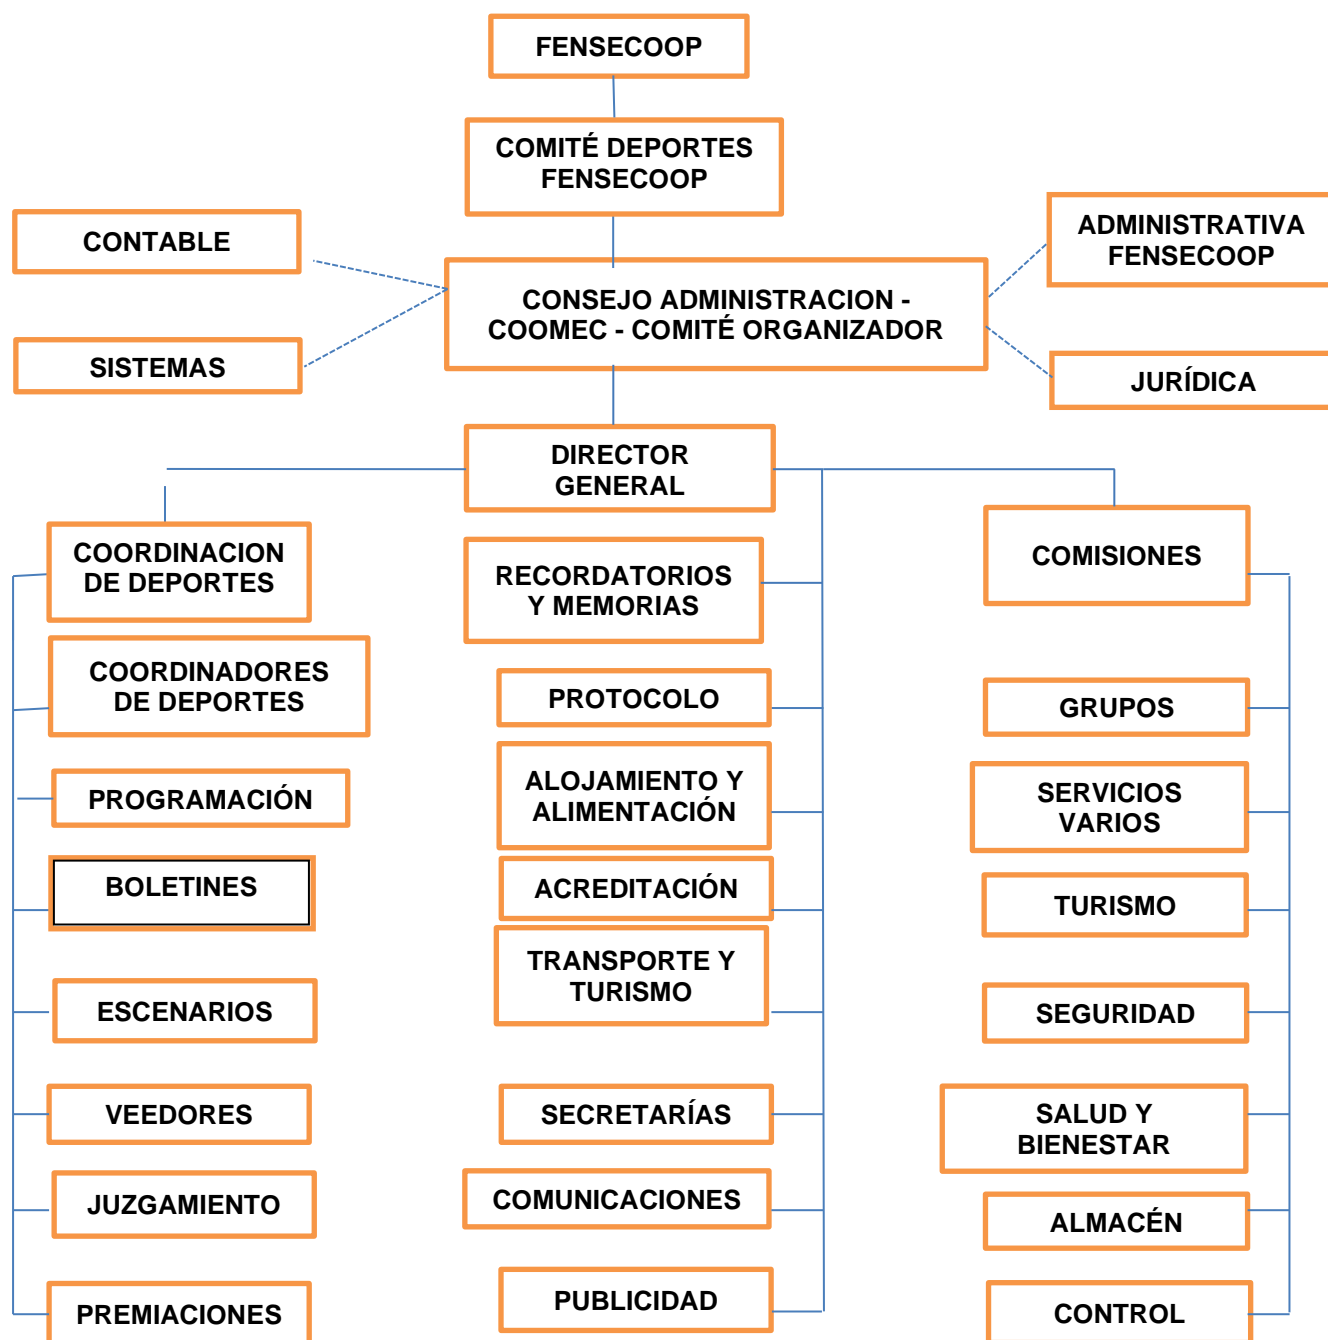 FENSECOOP
COMITÉ DEPORTES
FENSECOOP
CONTABLE
ADMINISTRATIVA
FENSECOOP
CONSEJO ADMINISTRACION -
COOMEC - COMITÉ ORGANIZADOR
SISTEMAS
JURÍDICA
DIRECTOR
GENERAL
COORDINACION
DE DEPORTES
COORDINADORES
DE DEPORTES
PROGRAMACIÓN
BOLETINES
ESCENARIOS
VEEDORES
JUZGAMIENTO
PREMIACIONES
RECORDATORIOS
Y MEMORIAS
PROTOCOLO
ALOJAMIENTO Y
ALIMENTACIÓN
ACREDITACIÓN
TRANSPORTE Y
TURISMO
SECRETARÍAS
COMUNICACIONES
PUBLICIDAD
COMISIONES
GRUPOS
SERVICIOS
VARIOS
TURISMO
SEGURIDAD
SALUD Y
BIENESTAR
ALMACÉN
CONTROL